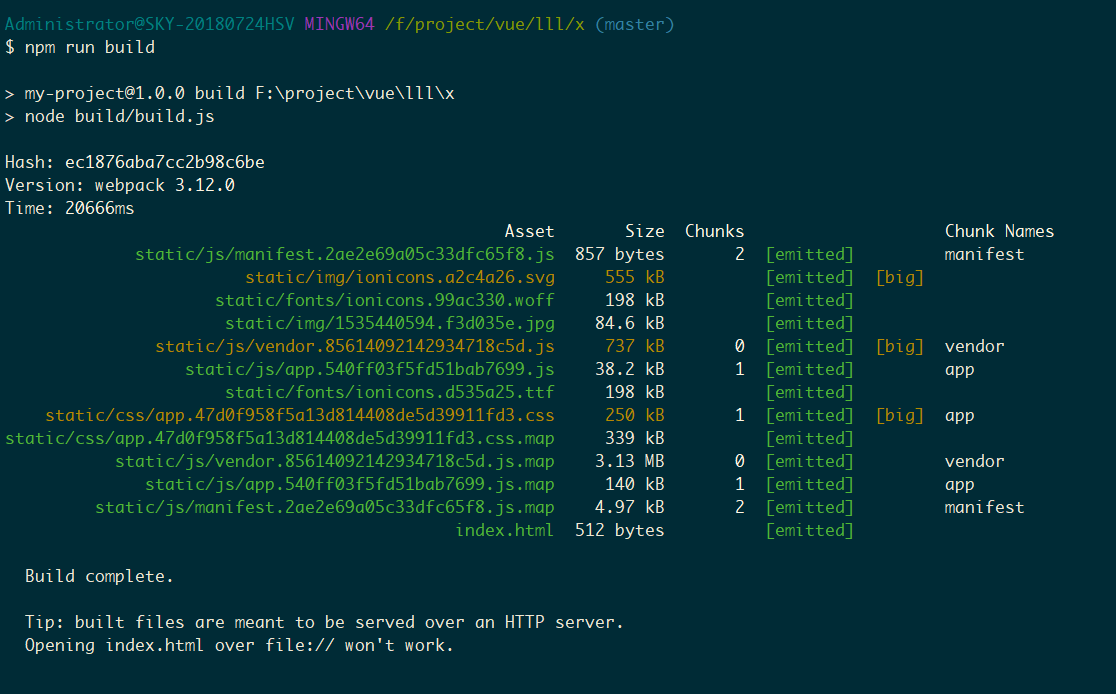 Administrator@SKY-20180724HSV MINGW64 /f/project/vue/lll/x (master)
$ npm run build
> my-project@1.0.0 build F:\project\vue\lll\x
> node build/build.js
Hash: ec1876aba7cc2b98c6be
Version: webpack 3.12.0
Time: 20666ms
Asset Size Chunks Chunk Names
static/js/manifest.2ae2e69a05c33dfc65f8.js 857 bytes 2 [emitted] manifest
static/img/ionicons.a2c4a26.svg 555 kB [emitted] [big]
static/fonts/ionicons.99ac330.woff 198 kB [emitted]
static/img/1535440594.f3d035e.jpg 84.6 kB [emitted]
static/js/vendor.85614092142934718c5d.js 737 kB 0 [emitted] [big] vendor
static/js/app.540ff03f5fd51bab7699.js 38.2 kB 1 [emitted] app
static/fonts/ionicons.d535a25.ttf 198 kB [emitted]
static/css/app.47d0f958f5a13d814408de5d39911fd3.css 250 kB 1 [emitted] [big] app
static/css/app.47d0f958f5a13d814408de5d39911fd3.css.map 339 kB [emitted]
static/js/vendor.85614092142934718c5d.js.map 3.13 MB 0 [emitted] vendor
static/js/app.540ff03f5fd51bab7699.js.map 140 kB 1 [emitted] app
static/js/manifest.2ae2e69a05c33dfc65f8.js.map 4.97 kB 2 [emitted] manifest
index.html 512 bytes [emitted]
Build complete.
Tip: built files are meant to be served over an HTTP server.
Opening index.html over file:// won't work.